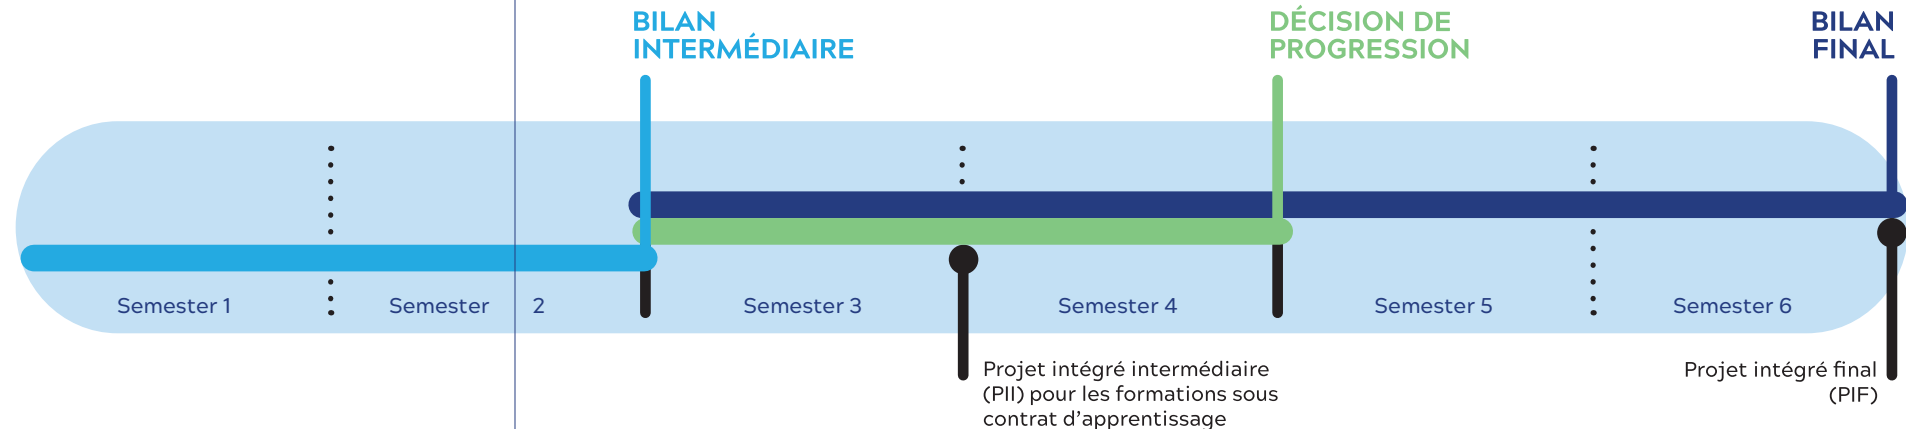 BILAN
INTERMÉDIAIRE
DÉCISION DE
PROGRESSION
BILAN
FINAL
Semester 1
Semester 2
Semester 3
Semester 4
Semester 5
Semester 6
Projet intégré intermédiaire
(PII) pour les formations sous
contrat d’apprentissage
Projet intégré final
(PIF)